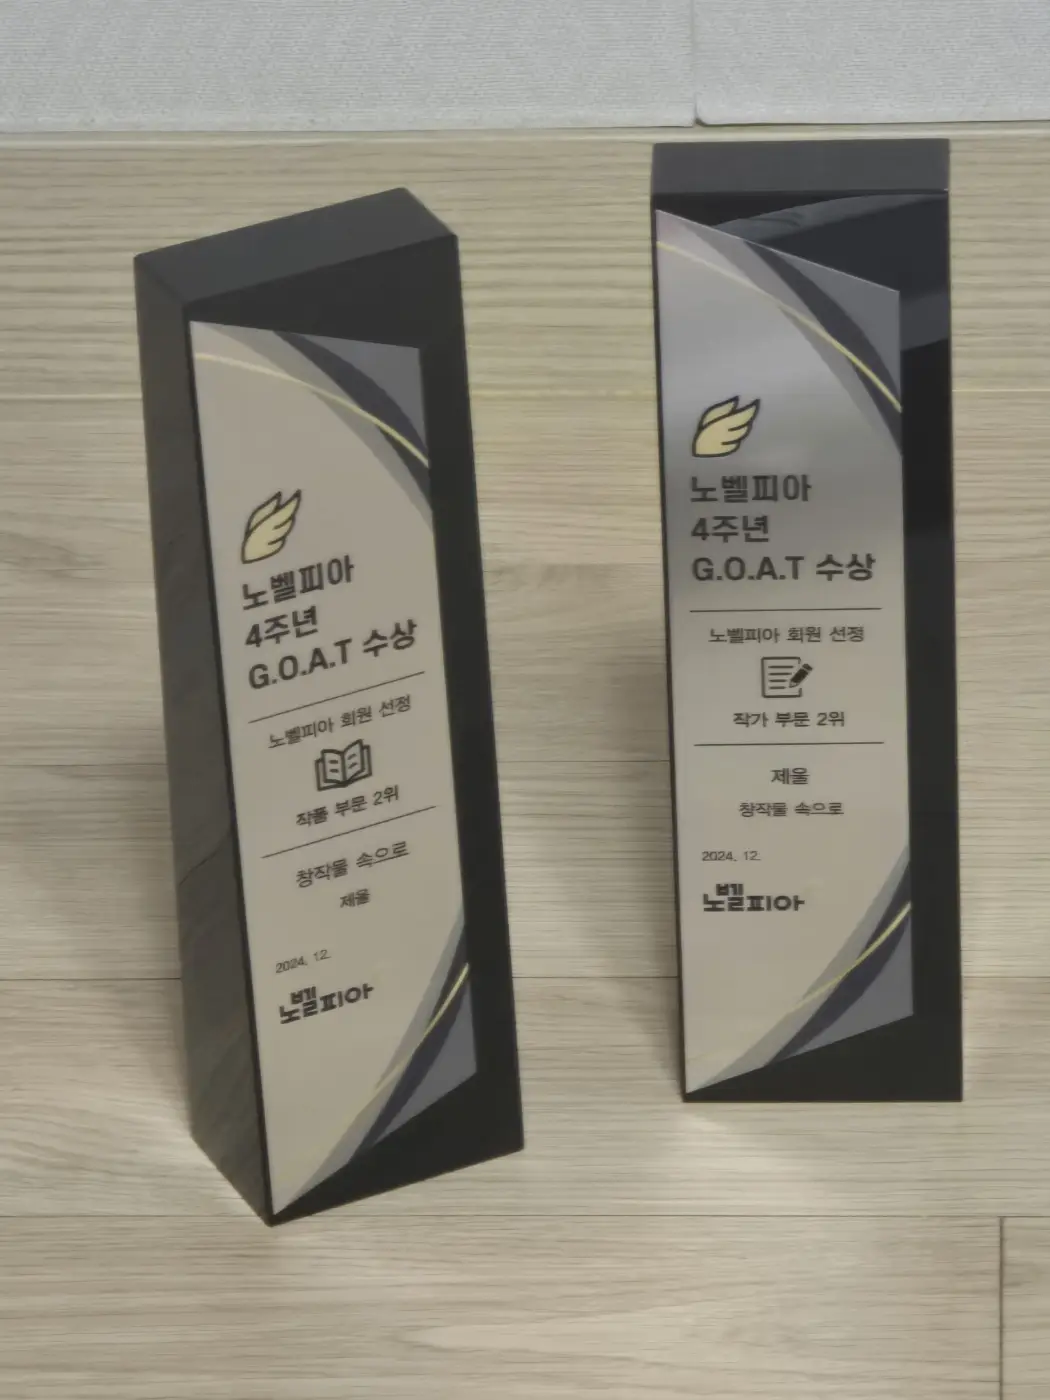 노벨피아
4주년
G.O.A.T 수상
노벨피아 회원 선정
작품 부문 2위
창작물 속으로
제울
2024. 12.
노벨피아
노벨피아
4주년
G.O.A.T 수상
노벨피아 회원 선정
작가 부문 2위
제울
창작물 속으로
2024. 12.
노벨피아